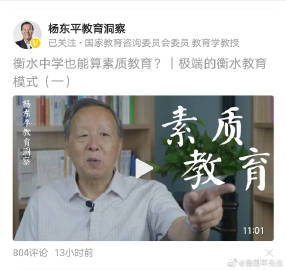 杨东平教育洞察
已关注·国家教育咨询委员会委员 教育学教授
衡水中学也能算素质教育？｜极端的衡水教育
模式（一）
杨东平
教育洞察
素质
教育
11:01
804评论 13小时前